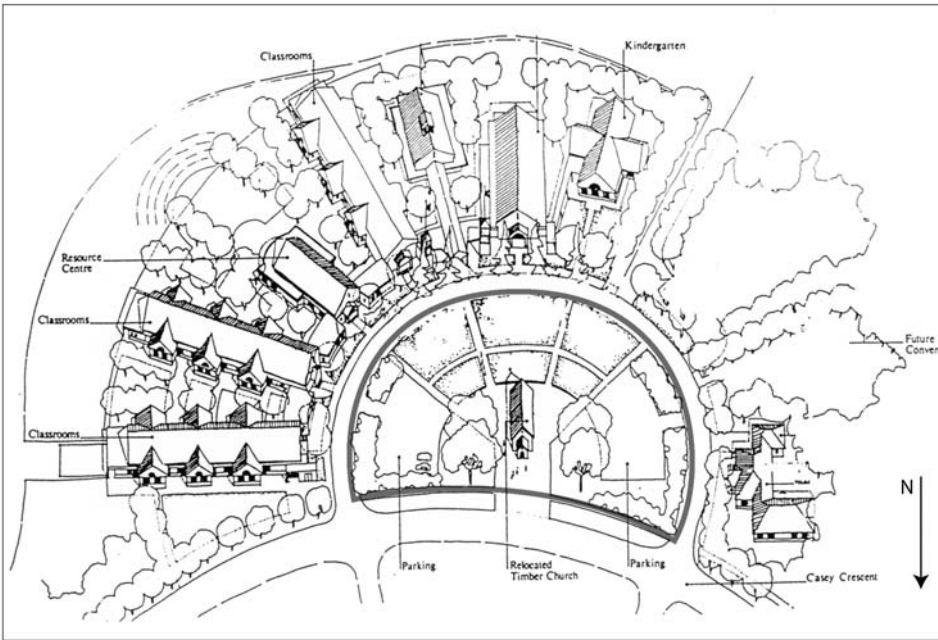 Classrooms
Kindergarten
Resource
Centre
Classrooms
Future
Conver
Classrooms
N
Parking
Relocated
Timber Church
Parking
Casey Crescent